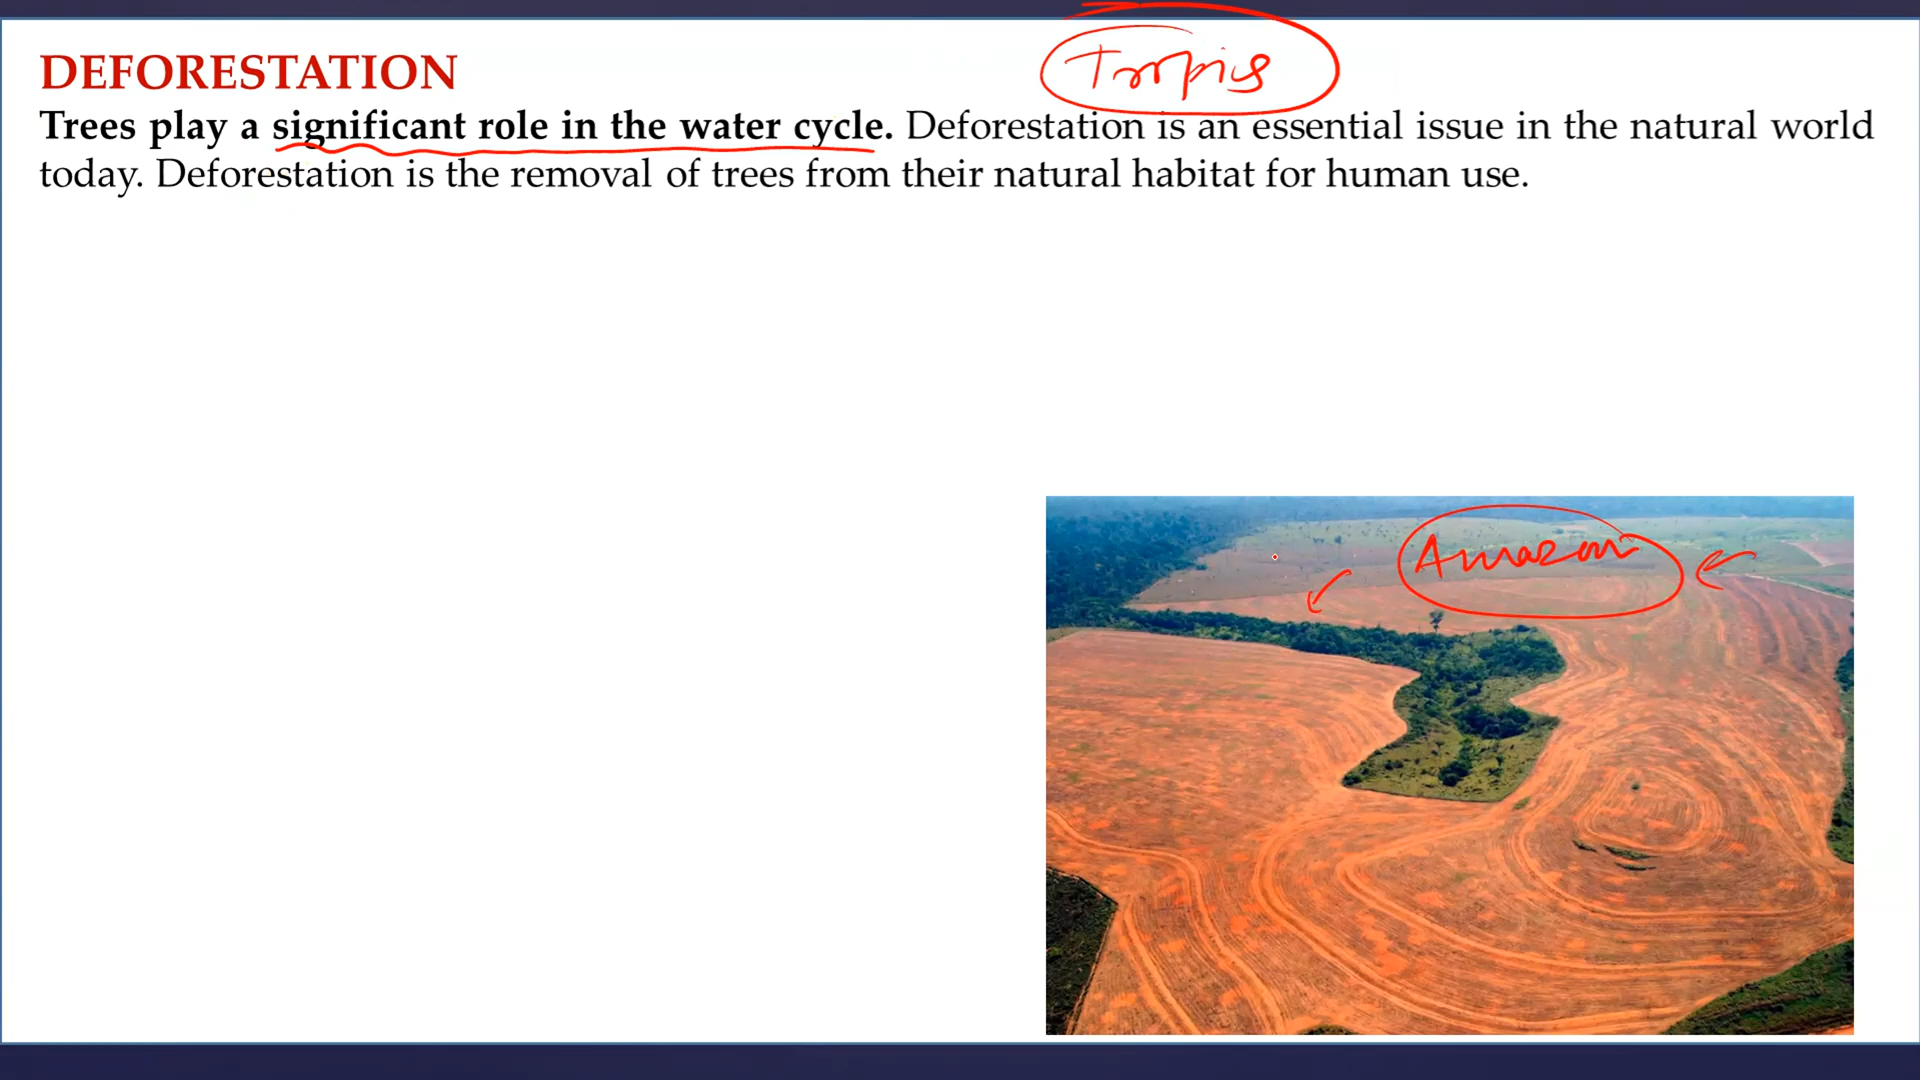 Tropics
DEFORESTATION
Trees play a significant role in the water cycle. Deforestation is an essential issue in the natural world
today. Deforestation is the removal of trees from their natural habitat for human use.
Amazon